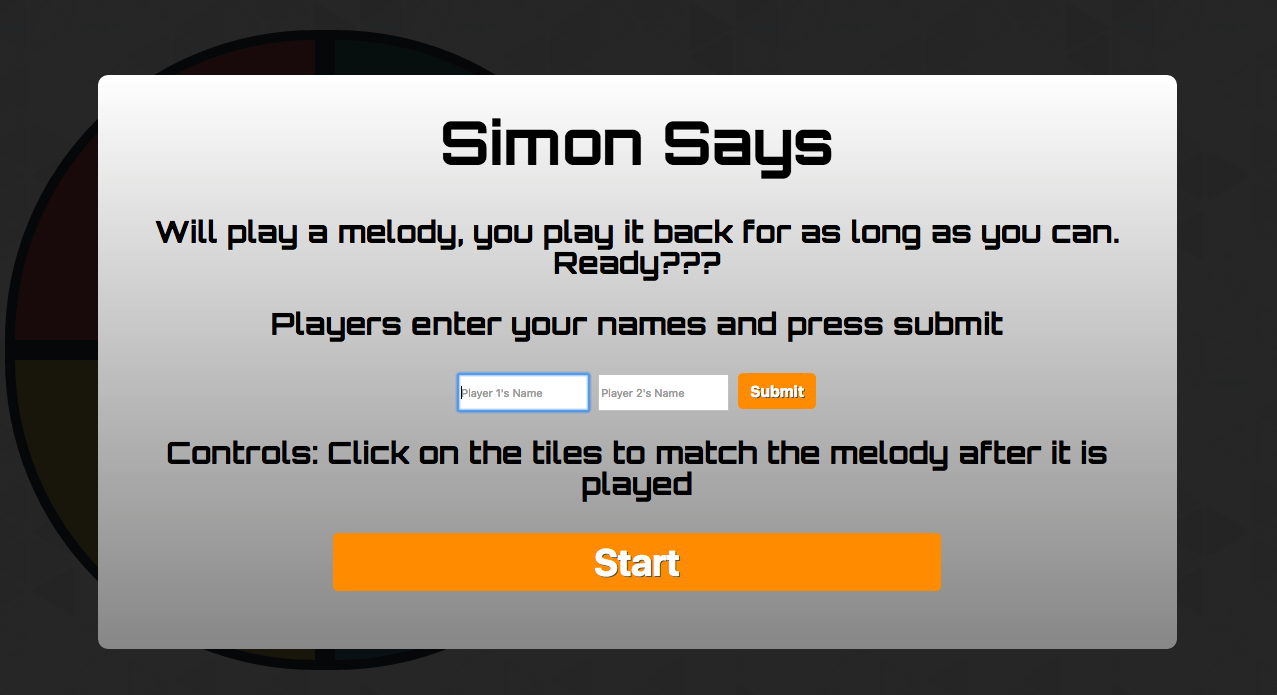 Simon Says
Will play a melody, you play it back for as long as you can.
Ready???
Players enter your names and press submit
Player 1's Name Player 2's Name Submit
Controls: Click on the tiles to match the melody after it is
played
Start